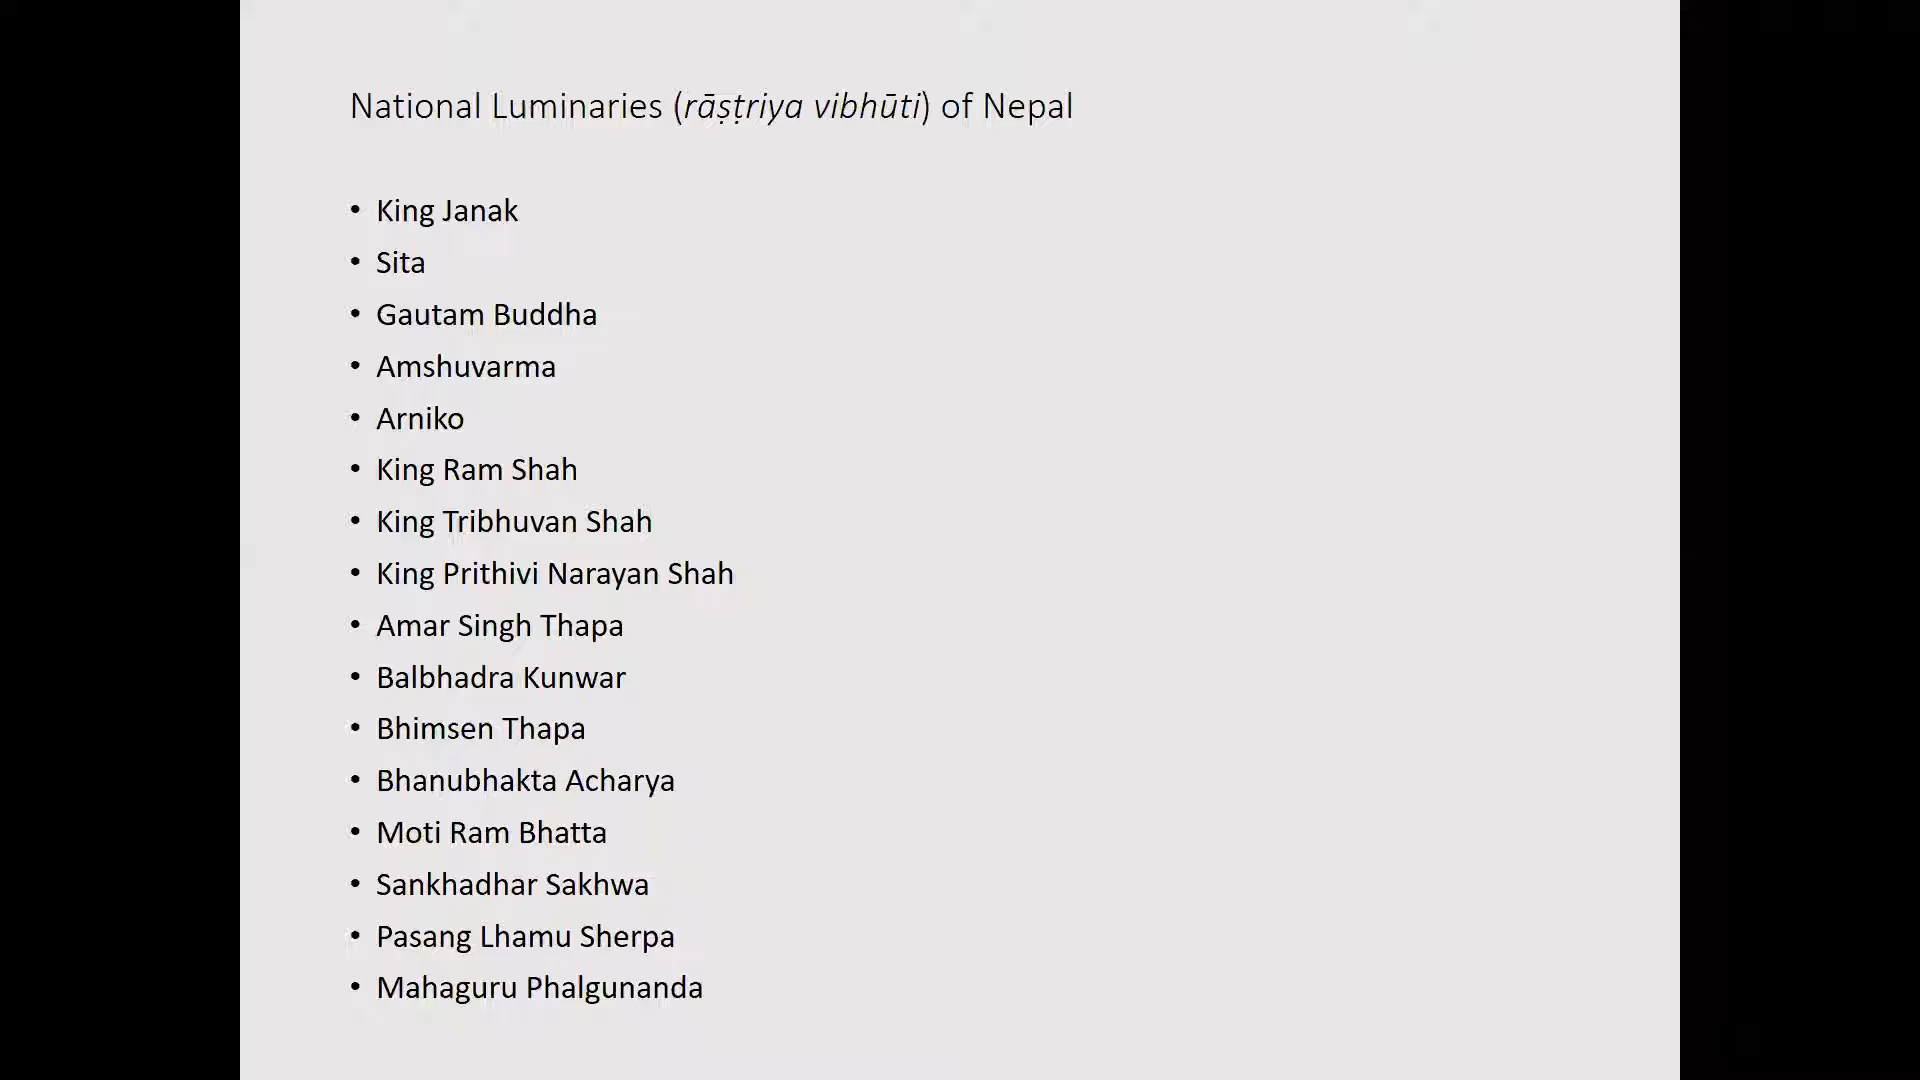 National Luminaries (rāṣṭriya vibhūti) of Nepal
• King Janak
• Sita
• Gautam Buddha
• Amshuvarma
• Arniko
• King Ram Shah
• King Tribhuvan Shah
• King Prithivi Narayan Shah
• Amar Singh Thapa
• Balbhadra Kunwar
• Bhimsen Thapa
• Bhanubhakta Acharya
• Moti Ram Bhatta
• Sankhadhar Sakhwa
• Pasang Lhamu Sherpa
• Mahaguru Phalgunanda